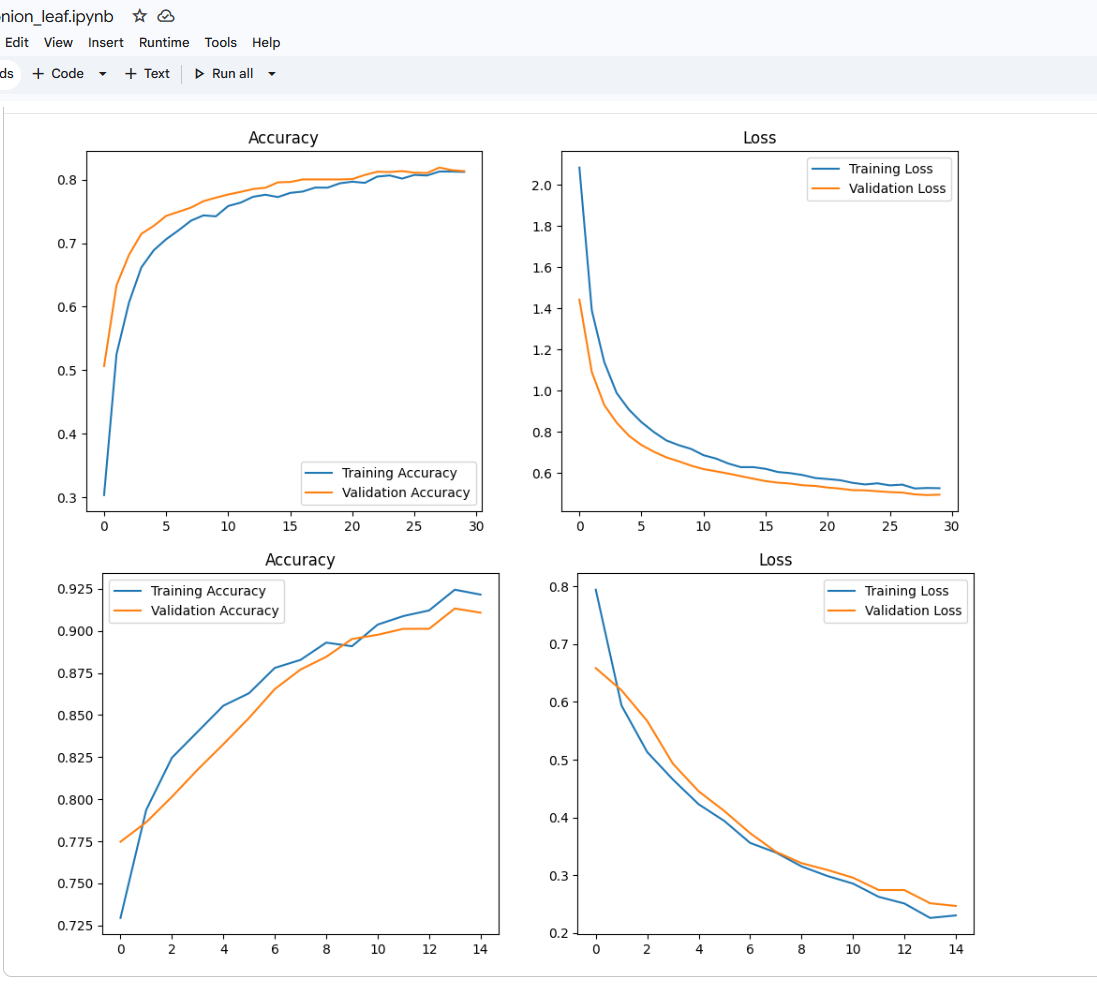 nion_leaf.ipynb
Edit View Insert Runtime Tools Help
ds + Code + Text Run all
Accuracy
0.8
0.7
0.6
0.5
0.4
0.3
Training Accuracy
Validation Accuracy
0 5 10 15 20 25 30
Loss
Training Loss
Validation Loss
2.0
1.8
1.6
1.4
1.2
1.0
0.8
0.6
0 5 10 15 20 25 30
Accuracy
Training Accuracy
Validation Accuracy
0.925
0.900
0.875
0.850
0.825
0.800
0.775
0.750
0.725
0 2 4 6 8 10 12 14
Loss
Training Loss
Validation Loss
0.8
0.7
0.6
0.5
0.4
0.3
0.2
0 2 4 6 8 10 12 14